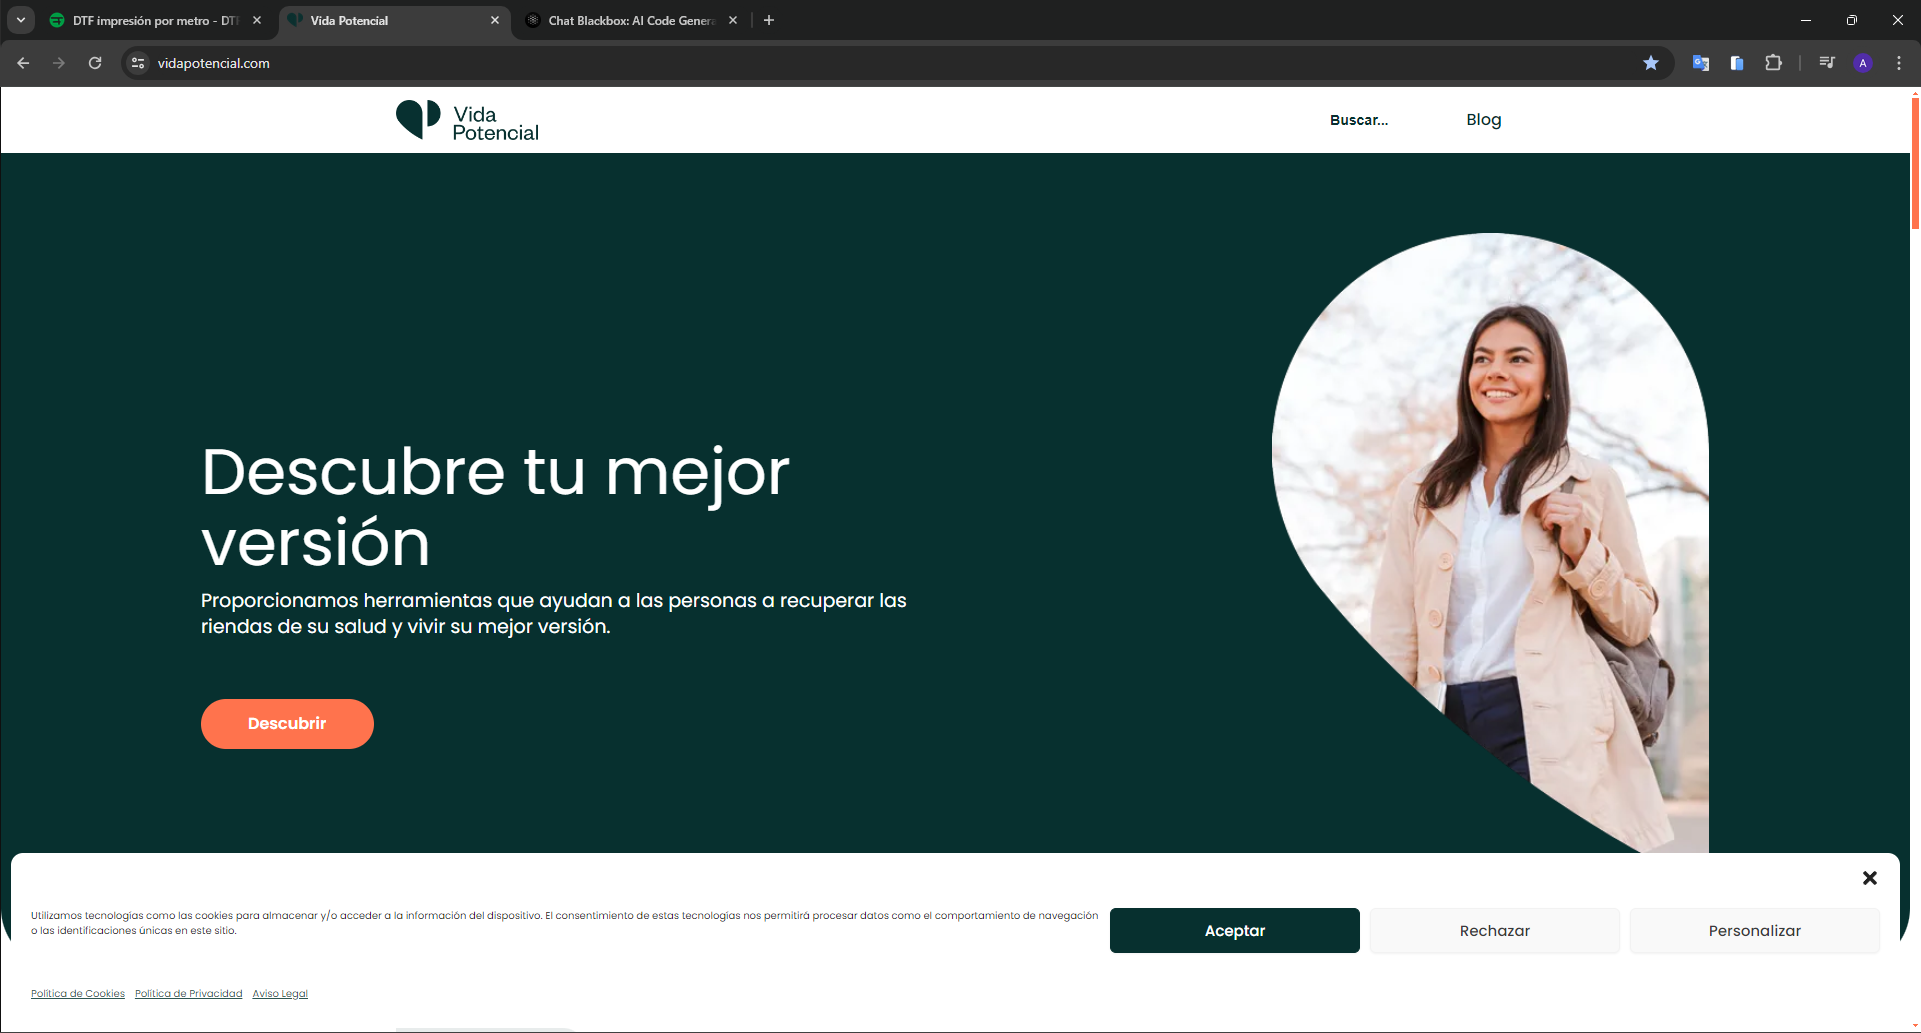 DTF impresión por metro - DTF
Vida Potencial
Chat Blackbox: AI Code Genera
vidapotencial.com
A
Vida
Potencial
Buscar...
Blog
Descubre tu mejor
versión
Proporcionamos herramientas que ayudan a las personas a recuperar las
riendas de su salud y vivir su mejor versión.
Descubrir
Utilizamos tecnologías como las cookies para almacenar y/o acceder a la información del dispositivo. El consentimiento de estas tecnologías nos permitirá procesar datos como el comportamiento de navegación
o las identificaciones únicas en este sitio.
Aceptar
Rechazar
Personalizar
Política de Cookies
Política de Privacidad
Aviso Legal